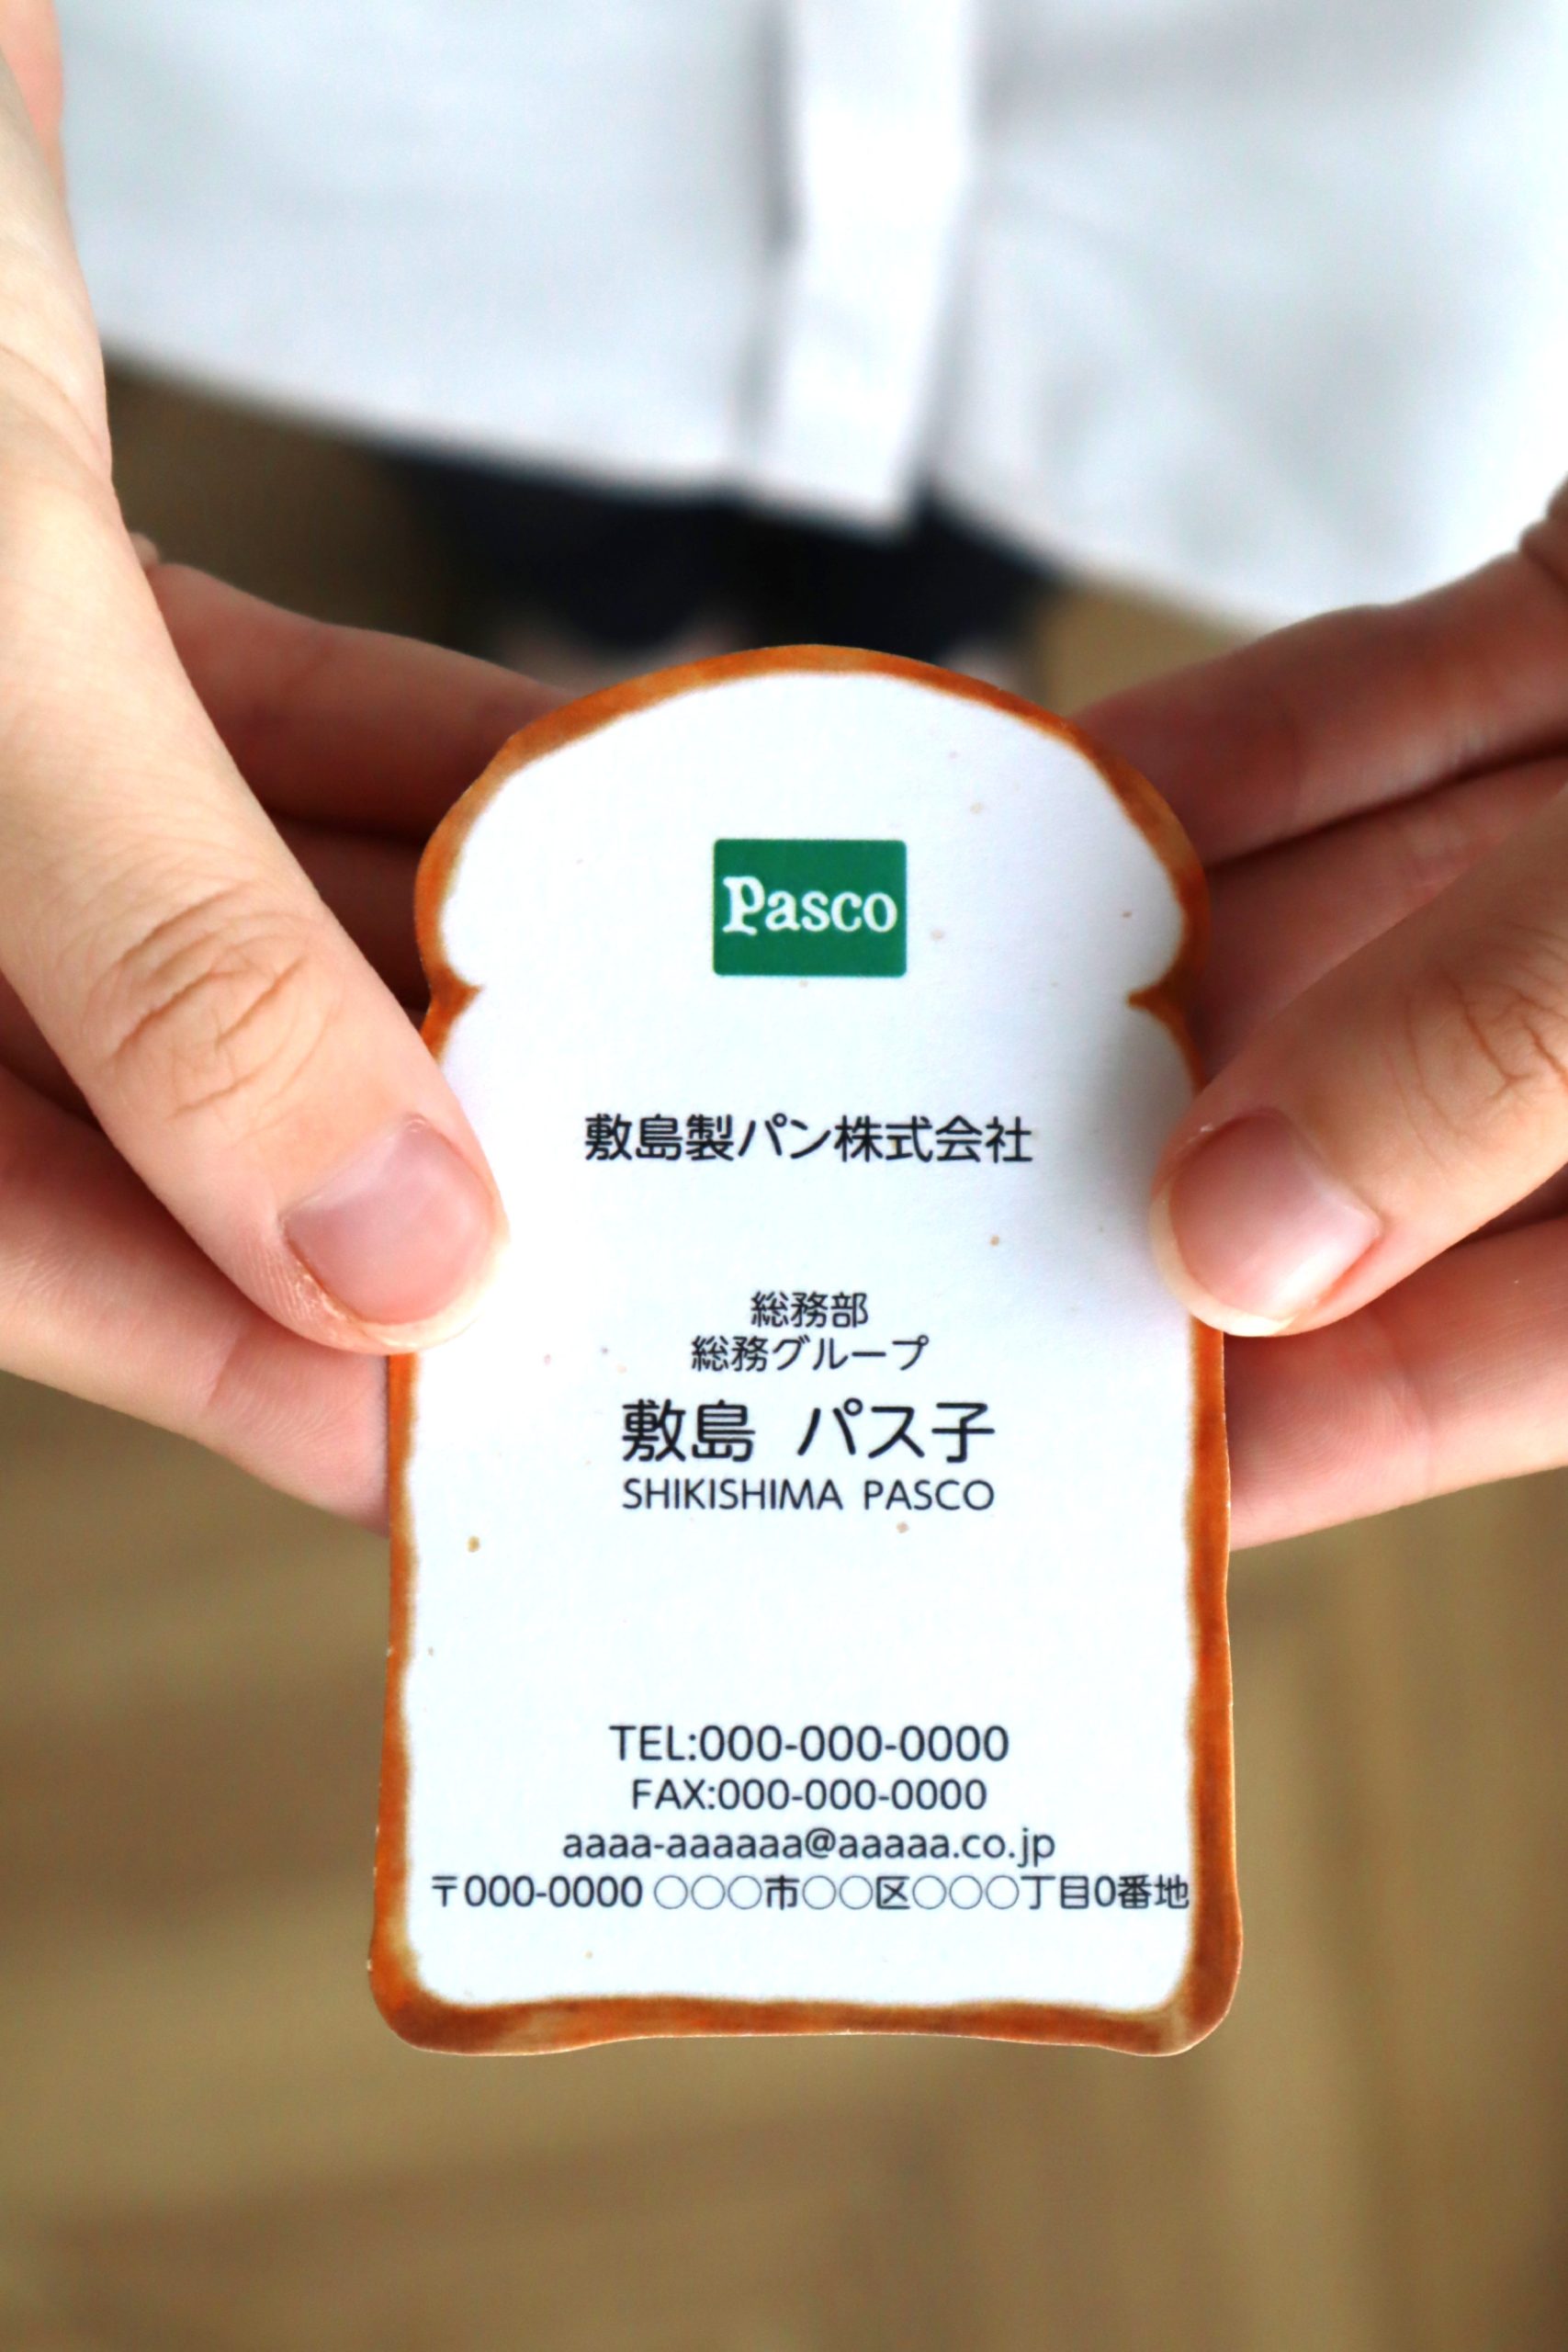 Pasco
敷島製パン株式会社
総務部
総務グループ
敷島 パス子
SHIKISHIMA PASCO
TEL:000-000-0000
FAX:000-000-0000
aaaa-aaaaaa@aaaaa.co.jp
〒000-0000 ○○○市○○区○○○丁目0番地